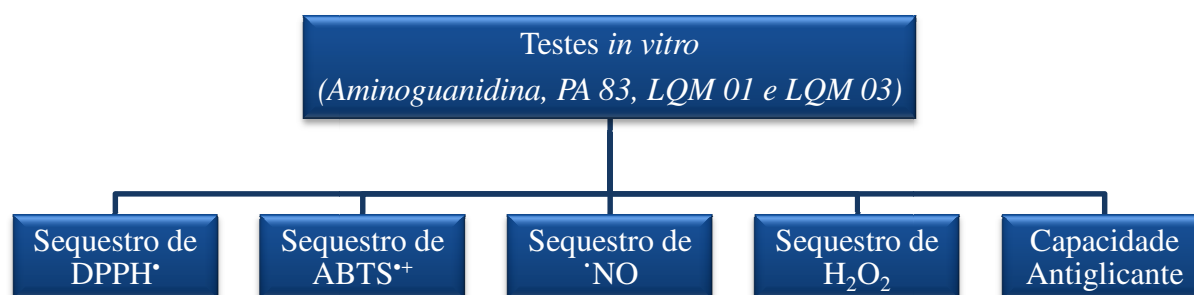 Testes in vitro
(Aminoguanidina, PA 83, LQM 01 e LQM 03)
Sequestro de
DPPH•
Sequestro de
ABTS•+
Sequestro de
˙NO
Sequestro de
H₂O₂
Capacidade
Antiglicante